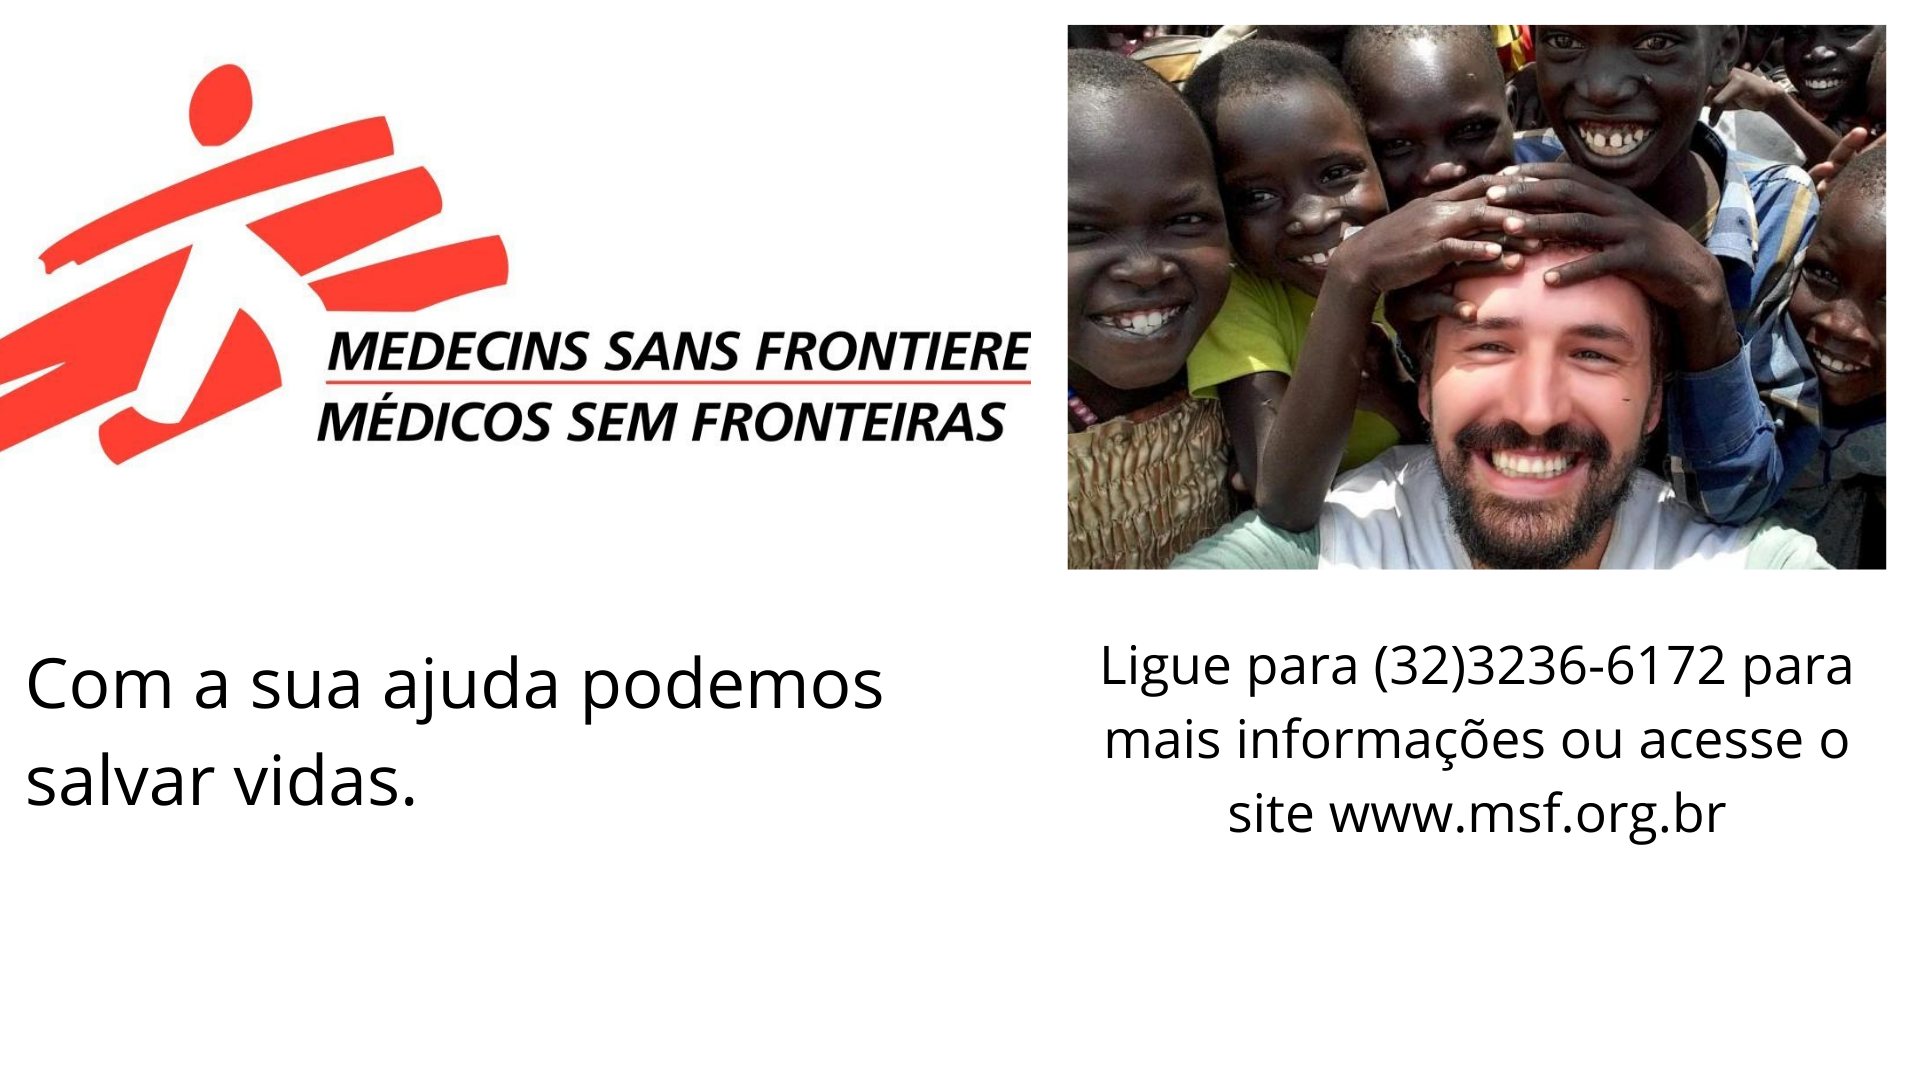 MEDECINS SANS FRONTIERE
MÉDICOS SEM FRONTEIRAS
Com a sua ajuda podemos
salvar vidas.
Ligue para (32)3236-6172 para
mais informações ou acesse o
site www.msf.org.br